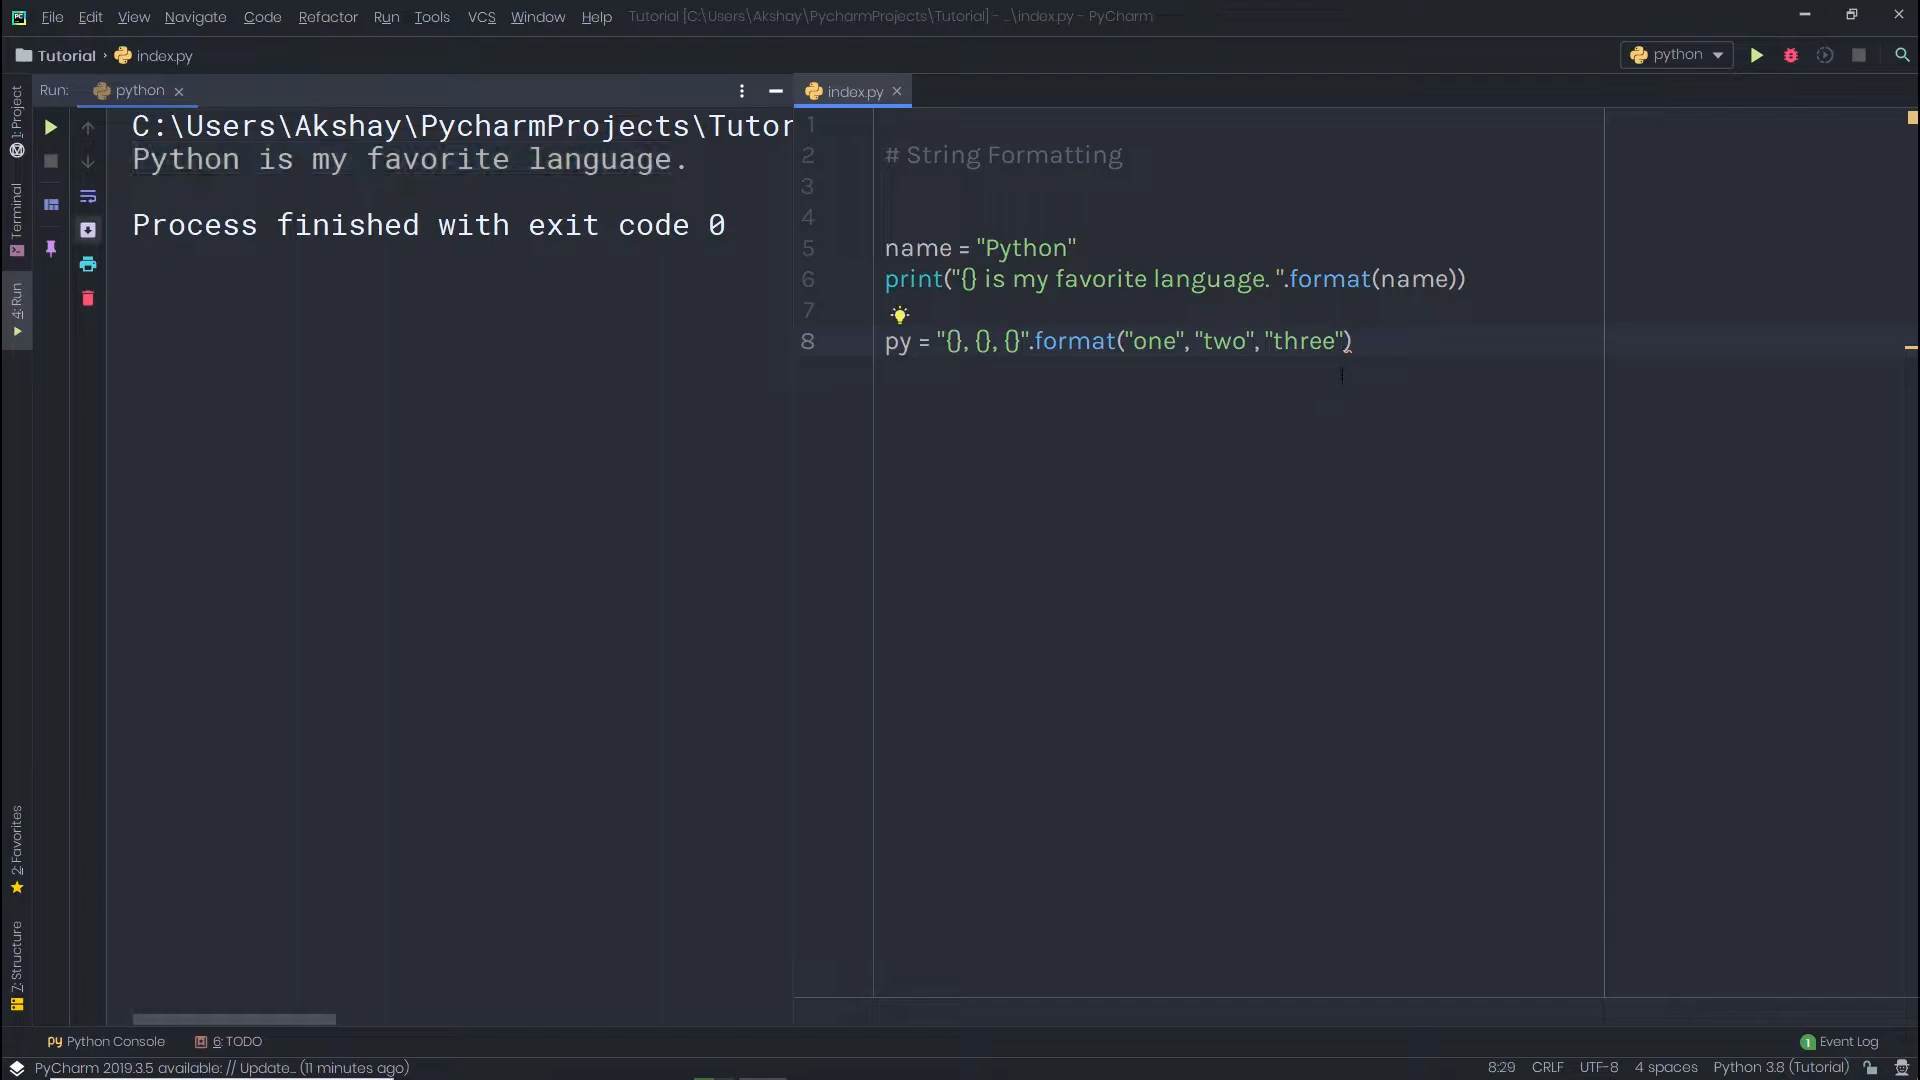 File Edit View Navigate Code Refactor Run Tools VCS Window Help Tutorial [C:\Users\Akshay\PycharmProjects\Tutorial] - ...\index.py - PyCharm
Tutorial index.py python
Run: python
index.py
1: Project
Terminal
4: Run
2: Favorites
7: Structure
C:\Users\Akshay\PycharmProjects\Tutor
Python is my favorite language.
Process finished with exit code 0
1
2 # String Formatting
3
4
5 name = "Python"
6 print("{} is my favorite language. ".format(name))
7
8 py = "{}, {}, {}".format("one", "two", "three")
Python Console 6: TODO 1 Event Log
PyCharm 2019.3.5 available: // Update... (11 minutes ago) 8:29 CRLF UTF-8 4 spaces Python 3.8 (Tutorial)